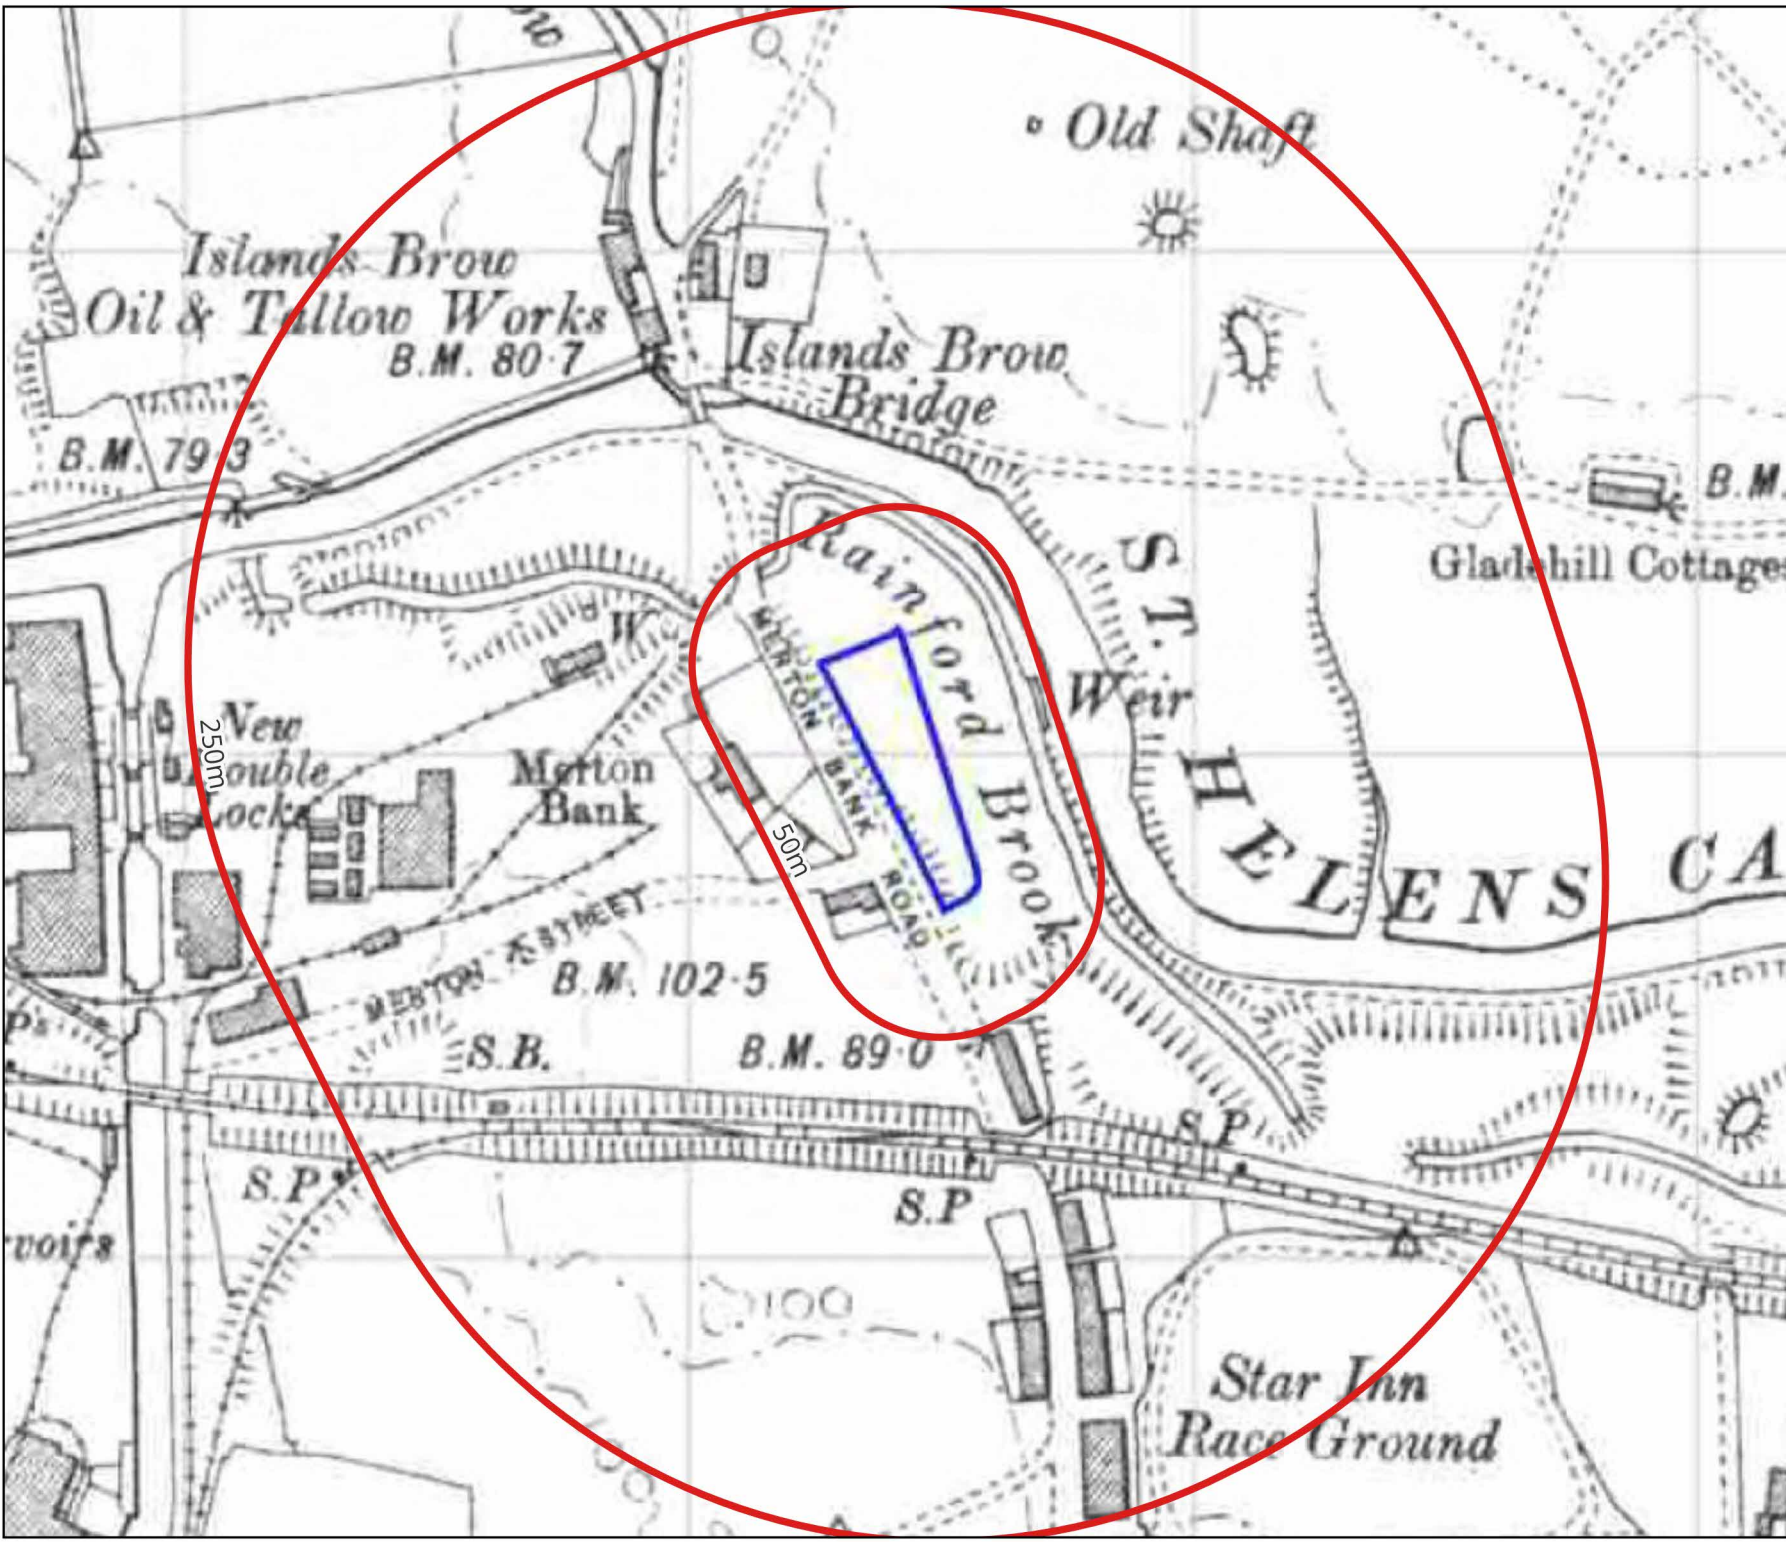 ow
Old Shaft
Islands Brow
Oil & Tallow Works
B.M. 80·7
Islands Brow
Bridge
B.M. 79·3
B.M.
Gladehill Cottages
Rainford Brook
ST. HELENS CA
Weir
W
MERTON BANK ROAD
New
Double
Locks
250m
Merton
Bank
50m
MERTON STREET
B.M. 102·5
P's
S.B.
B.M. 89·0
S.P
S.P
S.P
voirs
100
Star Inn
Race Ground